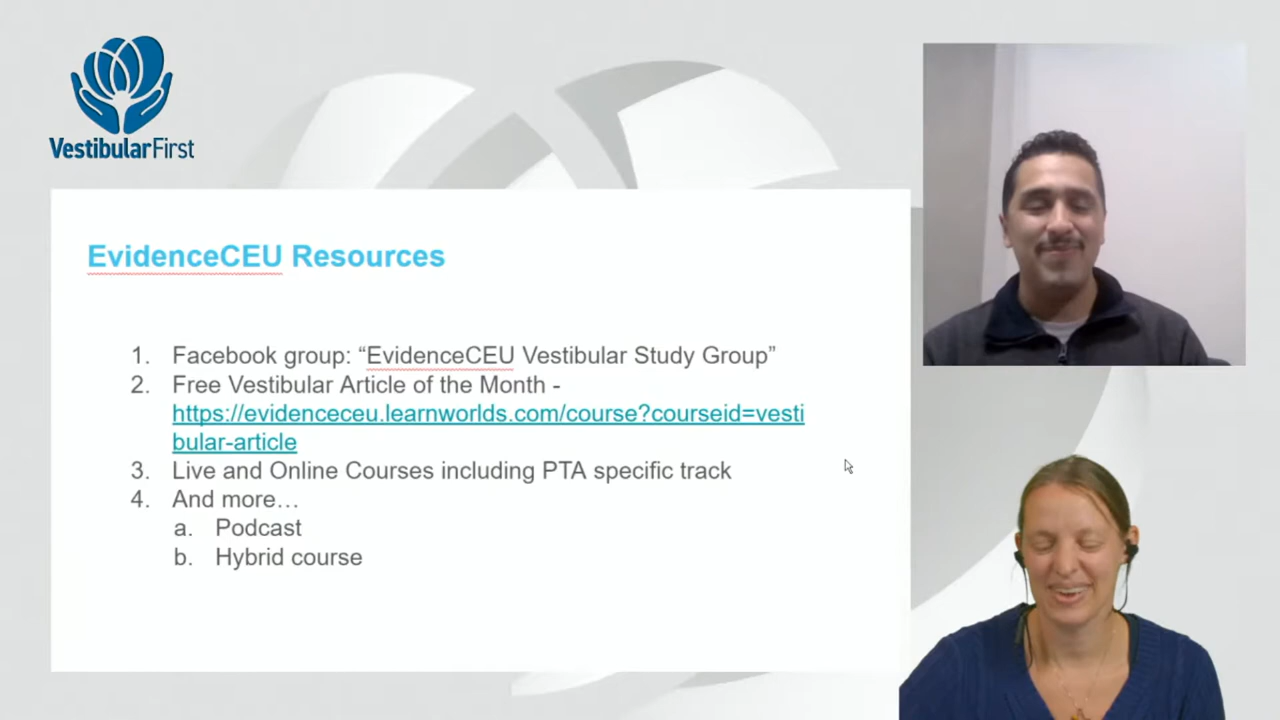 VestibularFirst
EvidenceCEU Resources
1. Facebook group: “EvidenceCEU Vestibular Study Group”
2. Free Vestibular Article of the Month -
https://evidenceceu.learnworlds.com/course?courseid=vesti
bular-article
3. Live and Online Courses including PTA specific track
4. And more…
a. Podcast
b. Hybrid course